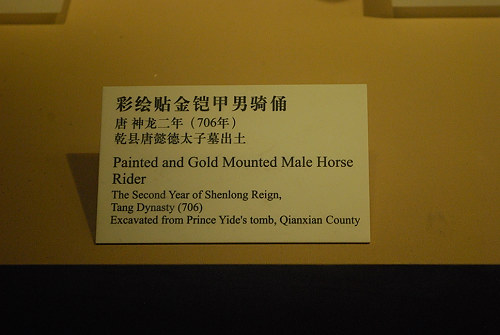 彩绘贴金铠甲男骑俑
唐 神龙二年（706年）
乾县唐懿德太子墓出土
Painted and Gold Mounted Male Horse
Rider
The Second Year of Shenlong Reign,
Tang Dynasty (706)
Excavated from Prince Yide's tomb, Qianxian County